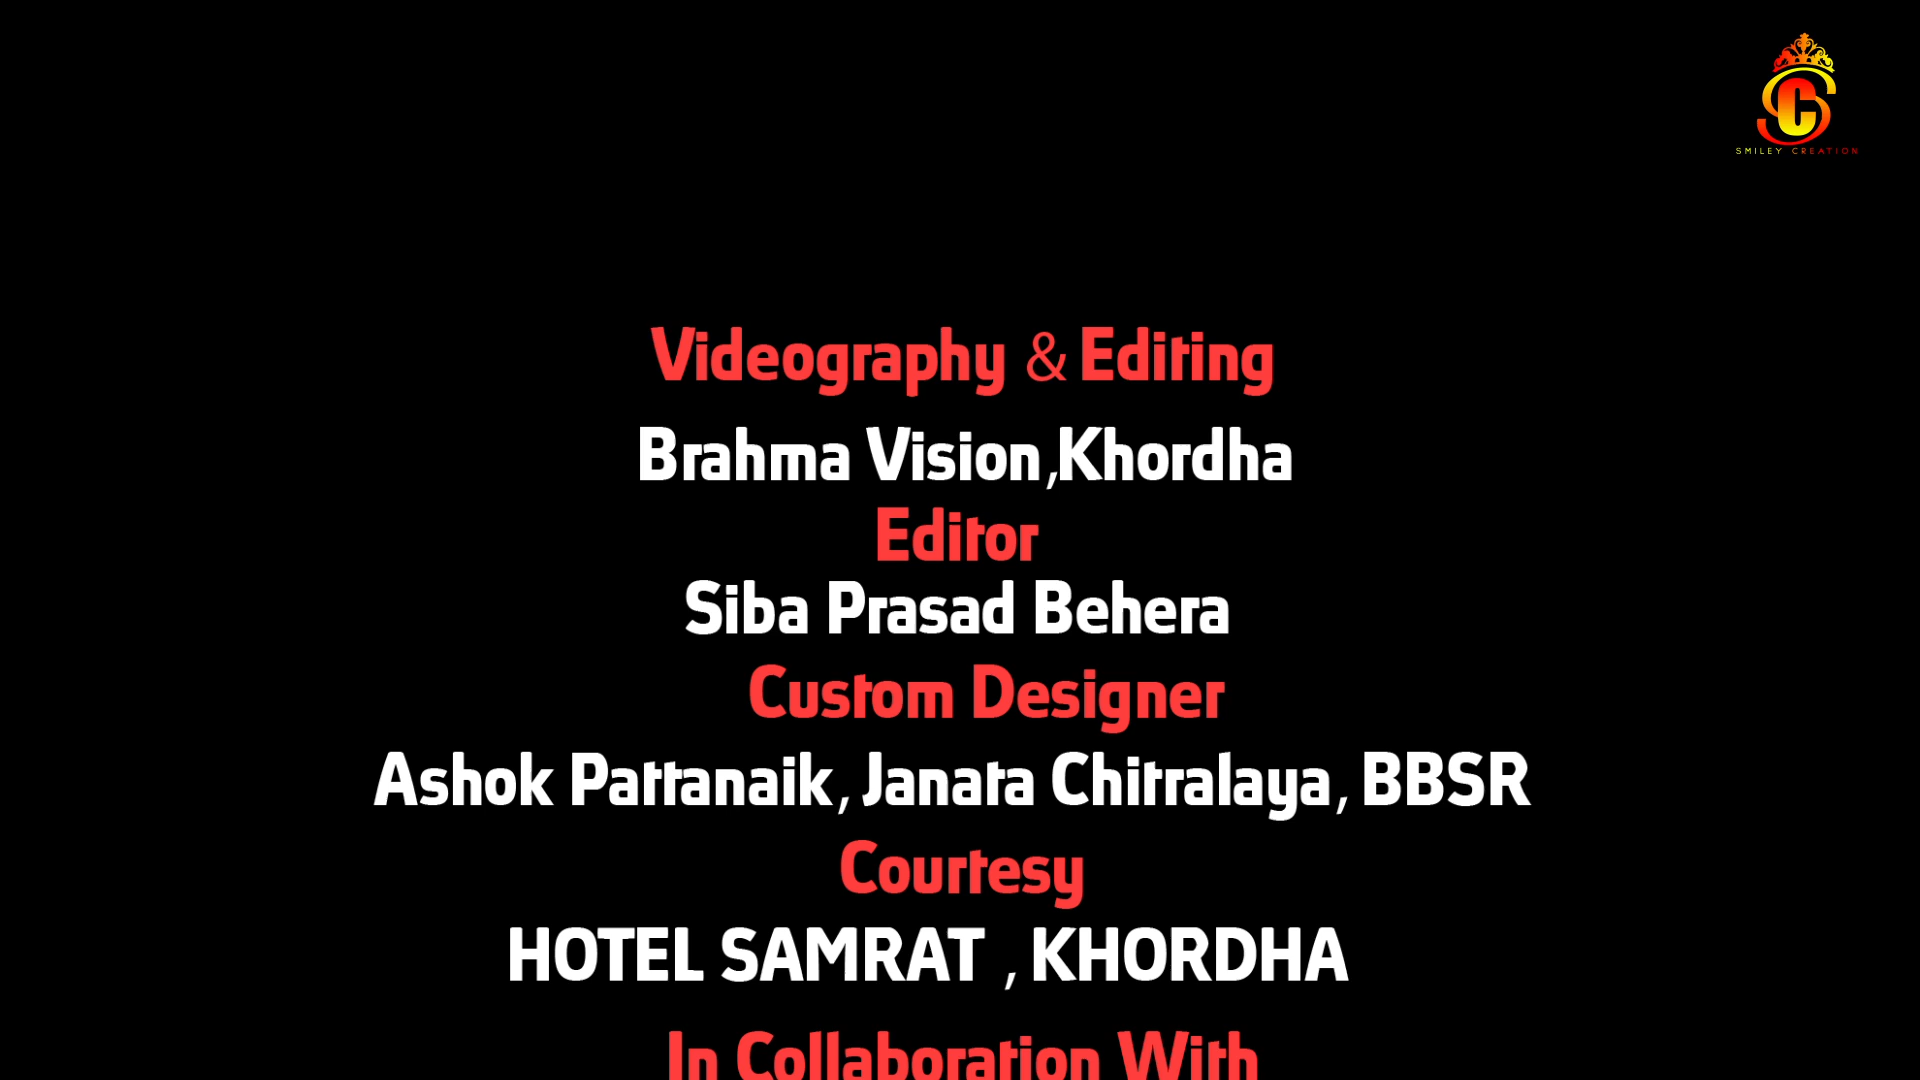 SMILEY CREATION
Videography & Editing
Brahma Vision,Khordha
Editor
Siba Prasad Behera
Custom Designer
Ashok Pattanaik, Janata Chitralaya, BBSR
Courtesy
HOTEL SAMRAT , KHORDHA
In Collaboration With